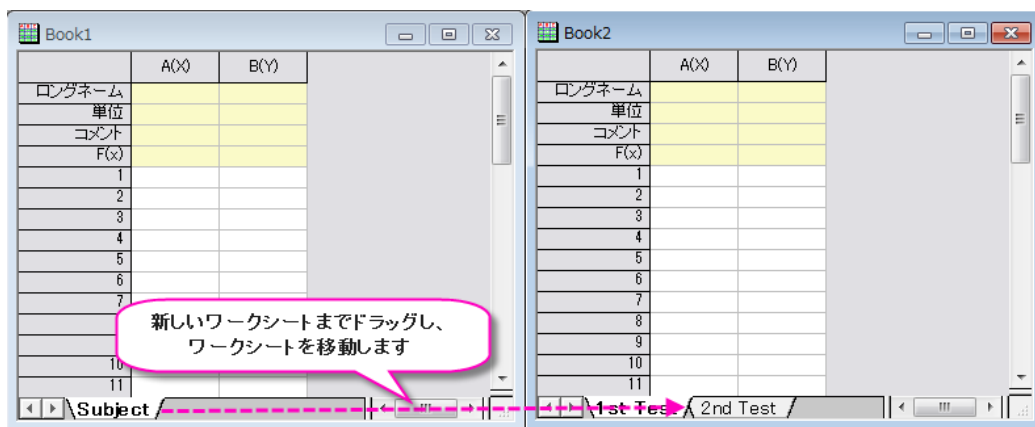 Book1
A(X) B(Y)
ロングネーム
単位
コメント
F(x)
1
2
3
4
5
6
7
10
11
Subject
新しいワークシートまでドラッグし、
ワークシートを移動します
Book2
A(X) B(Y)
ロングネーム
単位
コメント
F(x)
1
2
3
4
5
6
7
8
9
10
11
1st Test 2nd Test